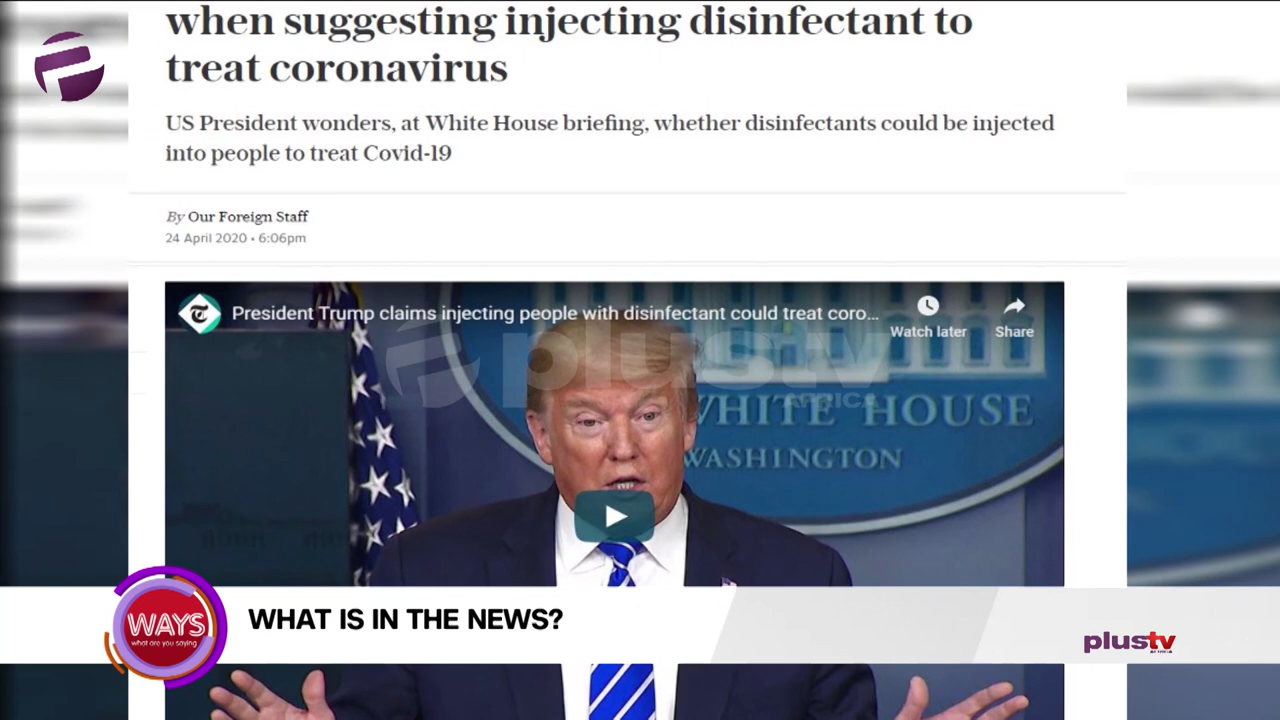 when suggesting injecting disinfectant to
treat coronavirus
US President wonders, at White House briefing, whether disinfectants could be injected
into people to treat Covid-19
By Our Foreign Staff
24 April 2020 • 6:06pm
President Trump claims injecting people with disinfectant could treat coro...
Watch later
Share
plustv
AFRICA
WHITE HOUSE
WASHINGTON
WAYS
what are you saying
WHAT IS IN THE NEWS?
plustv
AFRICA